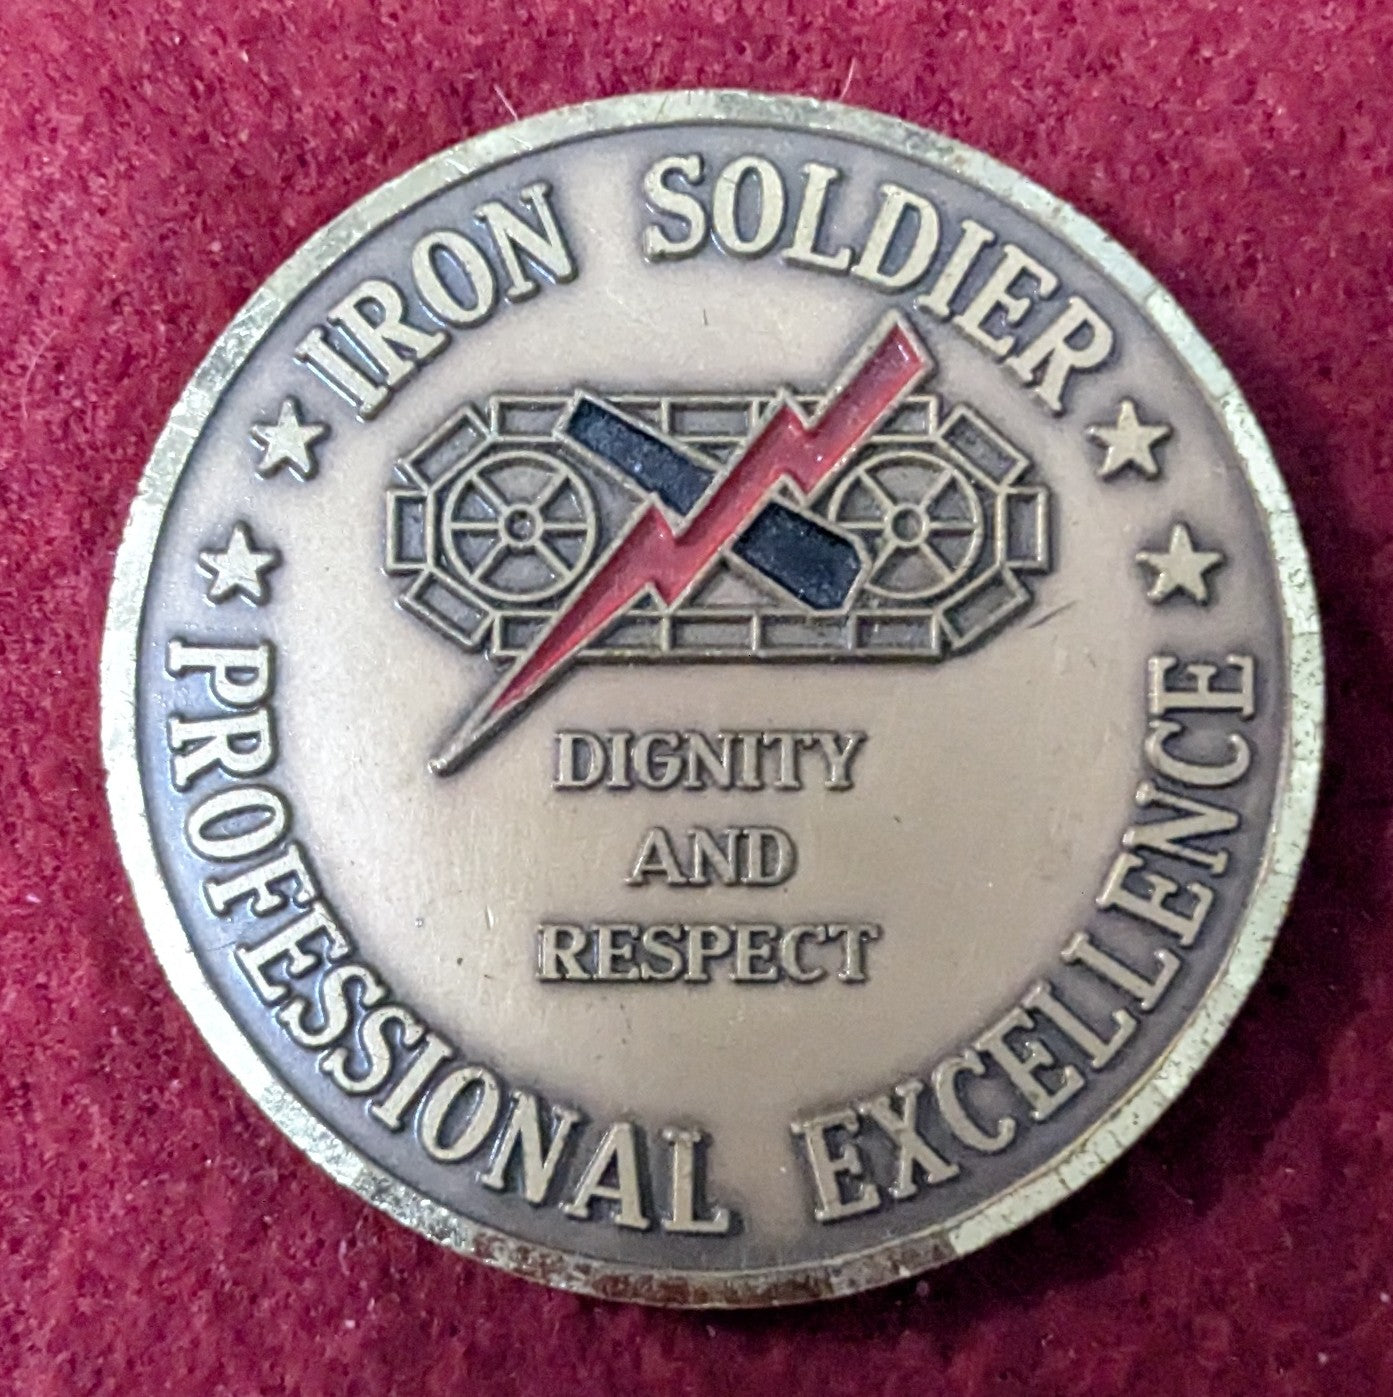 IRON SOLDIER
DIGNITY
AND
RESPECT
PROFESSIONAL EXCELLENCE